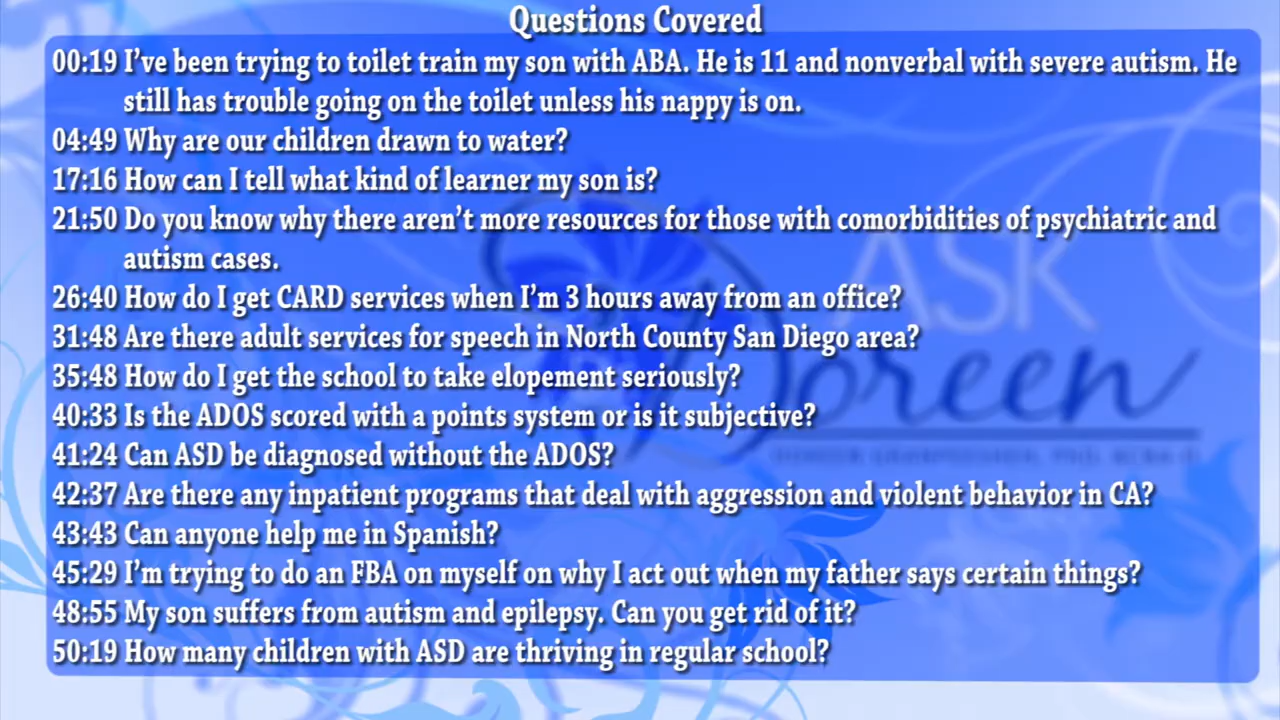 Questions Covered
00:19 I've been trying to toilet train my son with ABA. He is 11 and nonverbal with severe autism. He
still has trouble going on the toilet unless his nappy is on.
04:49 Why are our children drawn to water?
17:16 How can I tell what kind of learner my son is?
21:50 Do you know why there aren't more resources for those with comorbidities of psychiatric and
autism cases.
26:40 How do I get CARD services when I'm 3 hours away from an office?
31:48 Are there adult services for speech in North County San Diego area?
35:48 How do I get the school to take elopement seriously?
40:33 Is the ADOS scored with a points system or is it subjective?
41:24 Can ASD be diagnosed without the ADOS?
42:37 Are there any inpatient programs that deal with aggression and violent behavior in CA?
43:43 Can anyone help me in Spanish?
45:29 I'm trying to do an FBA on myself on why I act out when my father says certain things?
48:55 My son suffers from autism and epilepsy. Can you get rid of it?
50:19 How many children with ASD are thriving in regular school?
ASK
Doreen